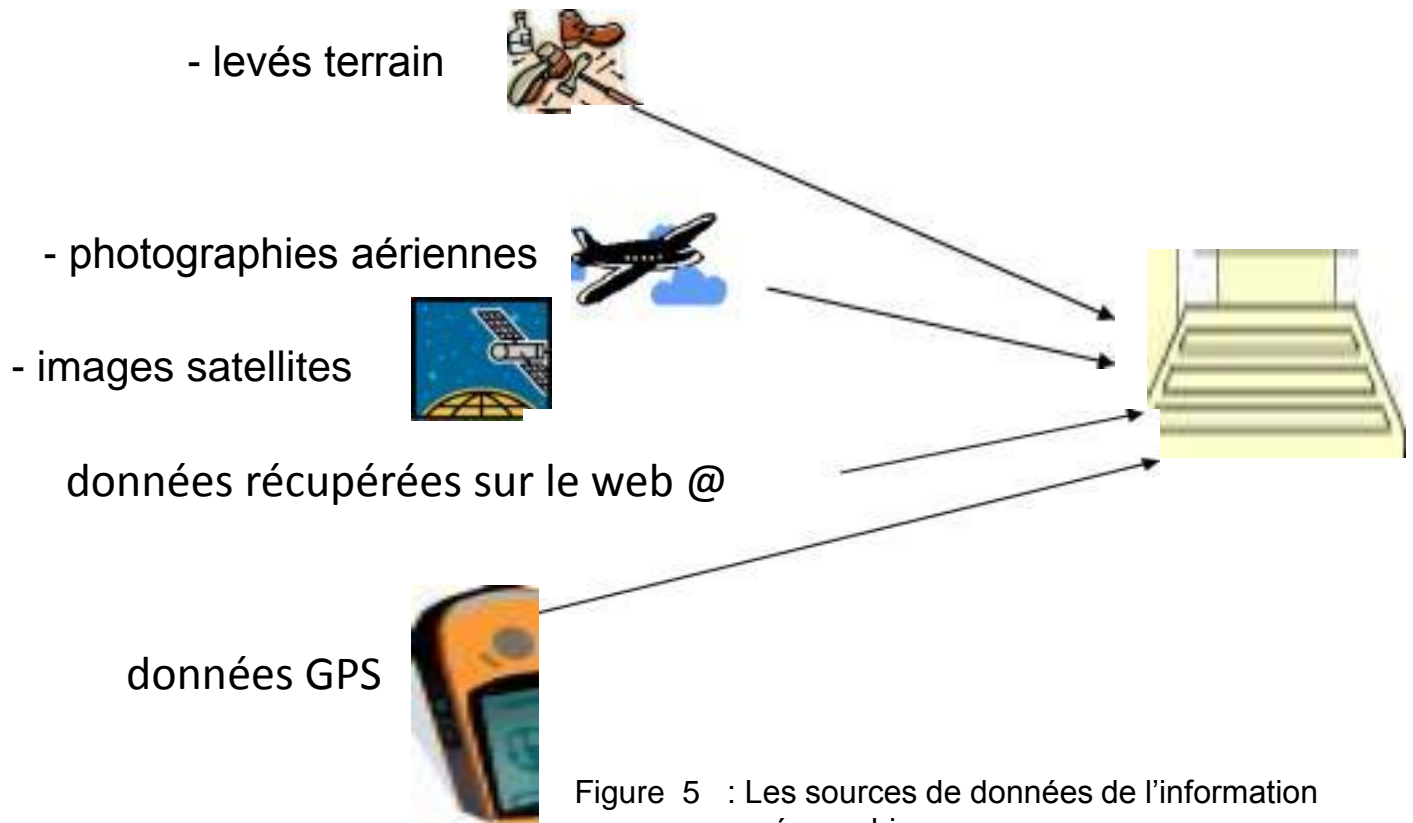 - levés terrain
- photographies aériennes
- images satellites
données récupérées sur le web @
données GPS
Figure 5 : Les sources de données de l’information